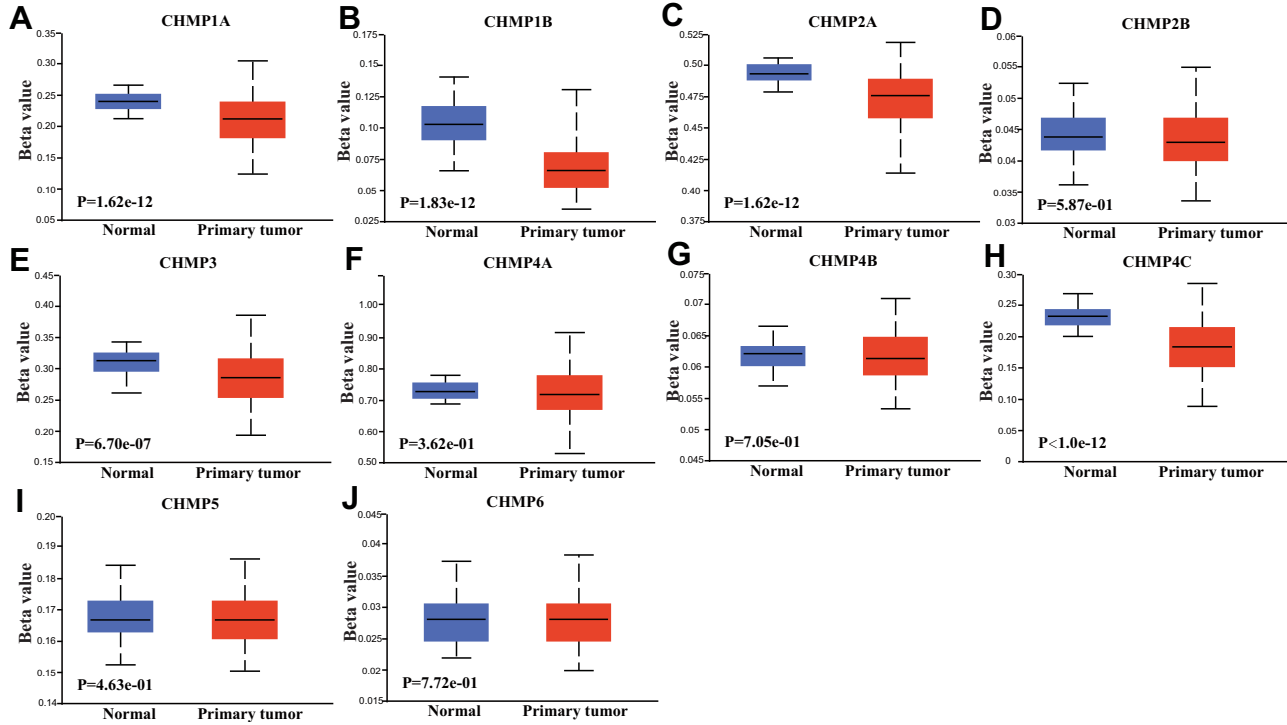 A
CHMP1A
Beta value
0.35
0.30
0.25
0.20
0.15
0.10
0.05
P=1.62e-12
Normal
Primary tumor
B
CHMP1B
Beta value
0.175
0.15
0.125
0.10
0.075
0.05
0.025
P=1.83e-12
Normal
Primary tumor
C
CHMP2A
Beta value
0.525
0.475
0.45
0.425
0.375
P=1.62e-12
Normal
Primary tumor
D
CHMP2B
Beta value
0.06
0.055
0.05
0.045
0.04
0.035
0.03
P=5.87e-01
Normal
Primary tumor
E
CHMP3
Beta value
0.45
0.40
0.35
0.30
0.25
0.20
0.15
P=6.70e-07
Normal
Primary tumor
F
CHMP4A
Beta value
1.00
0.90
0.80
0.70
0.60
0.50
P=3.62e-01
Normal
Primary tumor
G
CHMP4B
Beta value
0.07
0.065
0.06
0.055
0.05
0.045
P=7.05e-01
Normal
Primary tumor
H
CHMP4C
Beta value
0.30
0.25
0.20
0.15
0.10
0.05
0
P<1.0e-12
Normal
Primary tumor
I
CHMP5
Beta value
0.20
0.19
0.18
0.17
0.16
0.15
0.14
P=4.63e-01
Normal
Primary tumor
J
CHMP6
Beta value
0.045
0.04
0.035
0.03
0.025
0.02
0.015
P=7.72e-01
Normal
Primary tumor